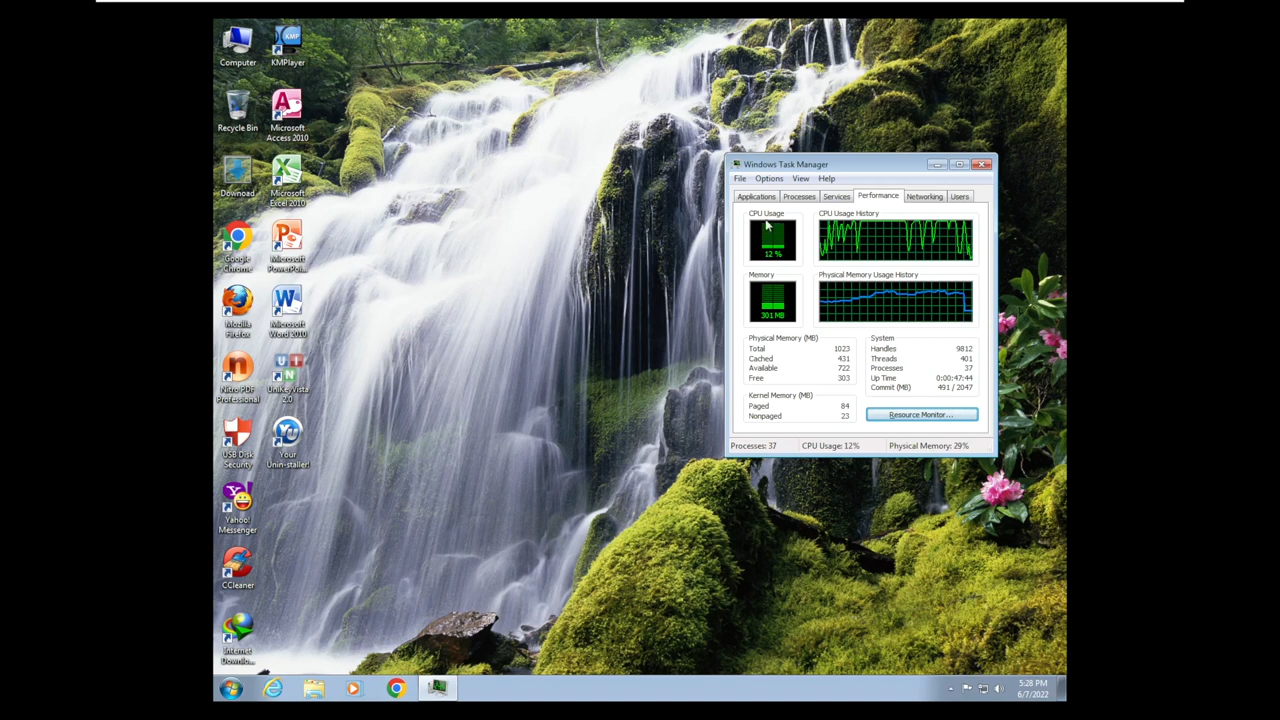 Computer
KMPlayer
Recycle Bin
Microsoft
Access 2010
Downoad
Microsoft
Excel 2010
Google
Chrome
Microsoft
PowerPoi...
Mozilla
Firefox
Microsoft
Word 2010
Nitro PDF
Professional
UniKeyVista
2.0
USB Disk
Security
Your
Unin-staller!
Yahoo!
Messenger
CCleaner
Internet
Downlo...
Windows Task Manager
File Options View Help
Applications Processes Services Performance Networking Users
CPU Usage
CPU Usage History
12 %
Memory
Physical Memory Usage History
301 MB
Physical Memory (MB)
Total 1023
Cached 431
Available 722
Free 303
Kernel Memory (MB)
Paged 84
Nonpaged 23
System
Handles 9812
Threads 401
Processes 37
Up Time 0:00:47:44
Commit (MB) 491 / 2047
Resource Monitor...
Processes: 37 CPU Usage: 12% Physical Memory: 29%
5:28 PM
6/7/2022